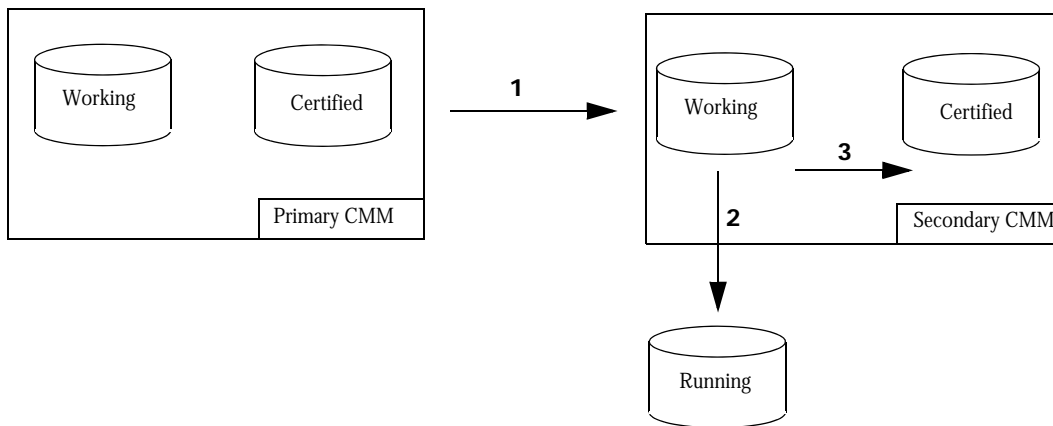 Working
Certified
1
Working
Certified
3
Primary CMM
2
Secondary CMM
Running